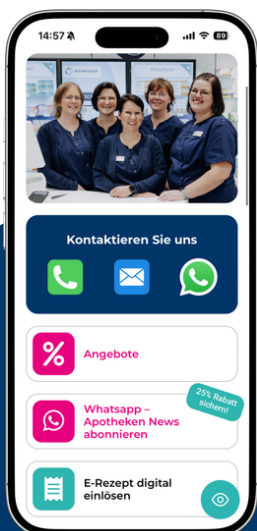 14:57
89
Kontaktieren Sie uns
Angebote
25% Rabatt
sichern!
Whatsapp –
Apotheken News
abonnieren
E-Rezept digital
einlösen